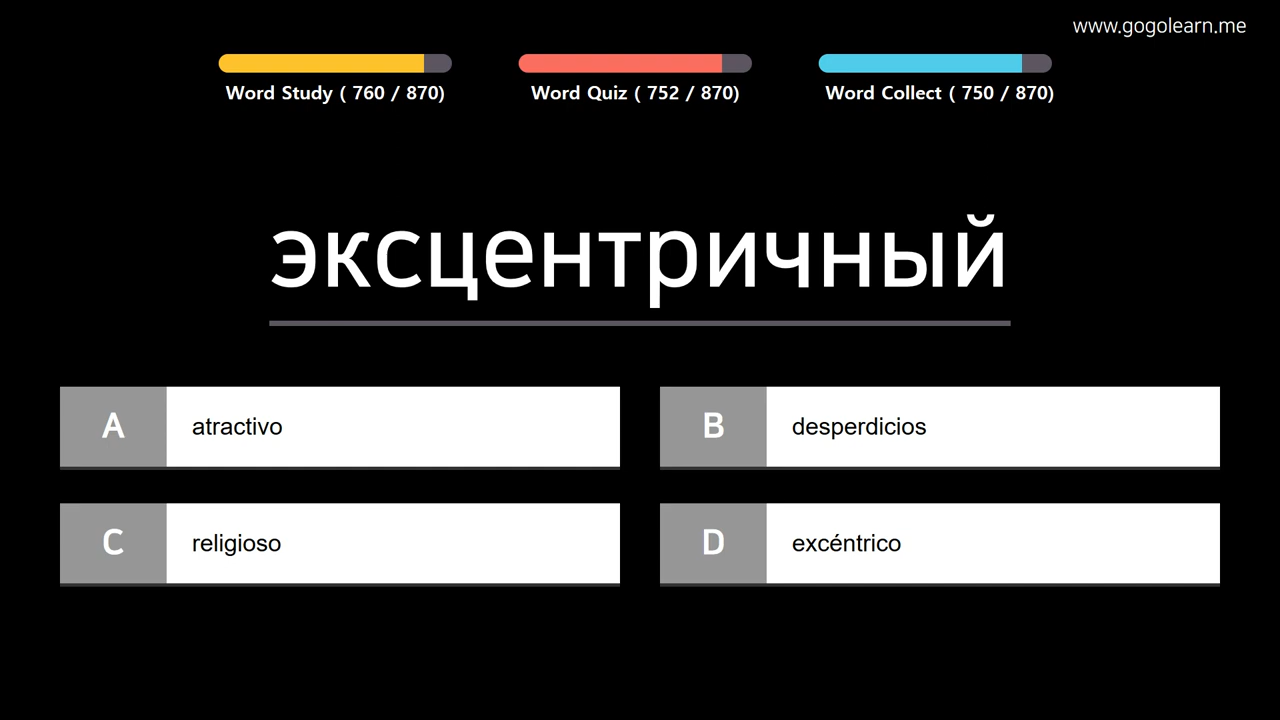 www.gogolearn.me
Word Study ( 760 / 870)
Word Quiz ( 752 / 870)
Word Collect ( 750 / 870)
эксцентричный
A atractivo
B desperdicios
C religioso
D excéntrico